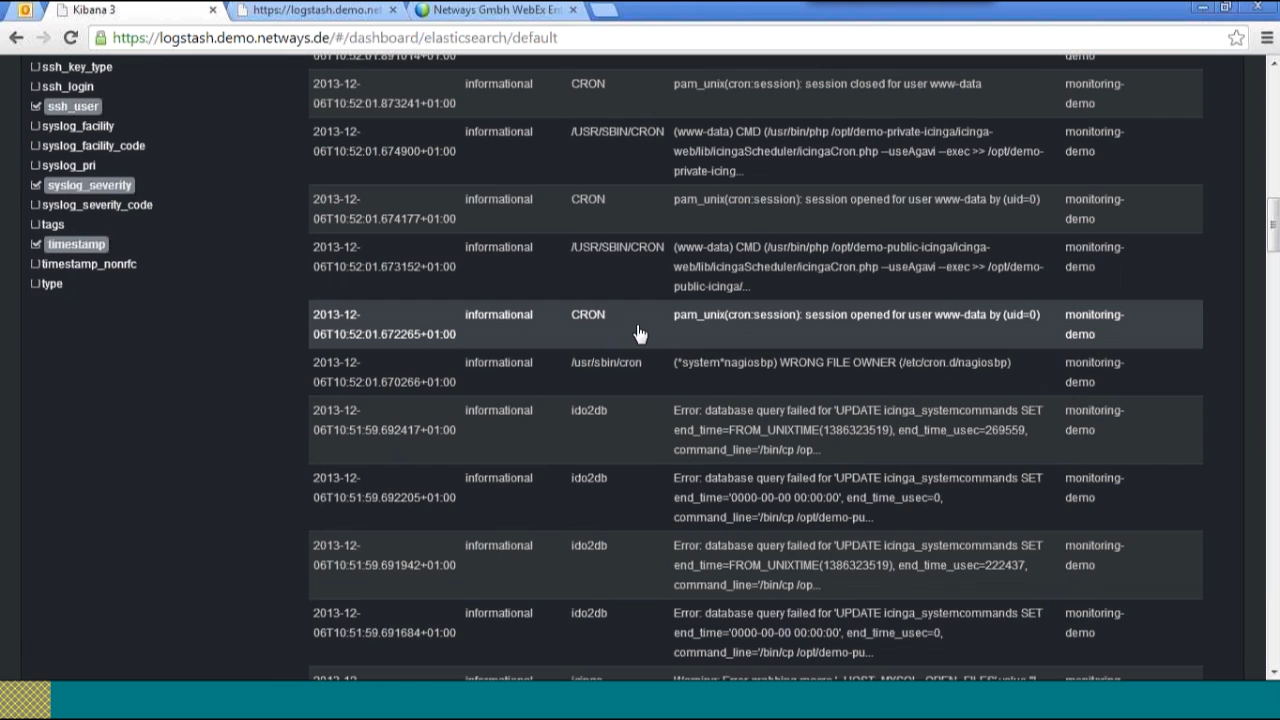 Kibana 3
https://logstash.demo.net
Netways Gmbh WebEx En
https://logstash.demo.netways.de/#/dashboard/elasticsearch/default
ssh_key_type
ssh_login
ssh_user
syslog_facility
syslog_facility_code
syslog_pri
syslog_severity
syslog_severity_code
tags
timestamp
timestamp_nonrfc
type
06T10:52:01.891014+01:00
demo
2013-12-
06T10:52:01.873241+01:00
informational
CRON
pam_unix(cron:session): session closed for user www-data
monitoring-
demo
2013-12-
06T10:52:01.674900+01:00
informational
/USR/SBIN/CRON
(www-data) CMD (/usr/bin/php /opt/demo-private-icinga/icinga-
web/lib/icingaScheduler/icingaCron.php --useAgavi --exec >> /opt/demo-
private-icing...
monitoring-
demo
2013-12-
06T10:52:01.674177+01:00
informational
CRON
pam_unix(cron:session): session opened for user www-data by (uid=0)
monitoring-
demo
2013-12-
06T10:52:01.673152+01:00
informational
/USR/SBIN/CRON
(www-data) CMD (/usr/bin/php /opt/demo-public-icinga/icinga-
web/lib/icingaScheduler/icingaCron.php --useAgavi --exec >> /opt/demo-
public-icinga/...
monitoring-
demo
2013-12-
06T10:52:01.672265+01:00
informational
CRON
pam_unix(cron:session): session opened for user www-data by (uid=0)
monitoring-
demo
2013-12-
06T10:52:01.670266+01:00
informational
/usr/sbin/cron
(*system*nagiosbp) WRONG FILE OWNER (/etc/cron.d/nagiosbp)
monitoring-
demo
2013-12-
06T10:51:59.692417+01:00
informational
ido2db
Error: database query failed for 'UPDATE icinga_systemcommands SET
end_time=FROM_UNIXTIME(1386323519), end_time_usec=269559,
command_line='/bin/cp /op...
monitoring-
demo
2013-12-
06T10:51:59.692205+01:00
informational
ido2db
Error: database query failed for 'UPDATE icinga_systemcommands SET
end_time='0000-00-00 00:00:00', end_time_usec=0,
command_line='/bin/cp /opt/demo-pu...
monitoring-
demo
2013-12-
06T10:51:59.691942+01:00
informational
ido2db
Error: database query failed for 'UPDATE icinga_systemcommands SET
end_time=FROM_UNIXTIME(1386323519), end_time_usec=222437,
command_line='/bin/cp /op...
monitoring-
demo
2013-12-
06T10:51:59.691684+01:00
informational
ido2db
Error: database query failed for 'UPDATE icinga_systemcommands SET
end_time='0000-00-00 00:00:00', end_time_usec=0,
command_line='/bin/cp /opt/demo-pu...
monitoring-
demo